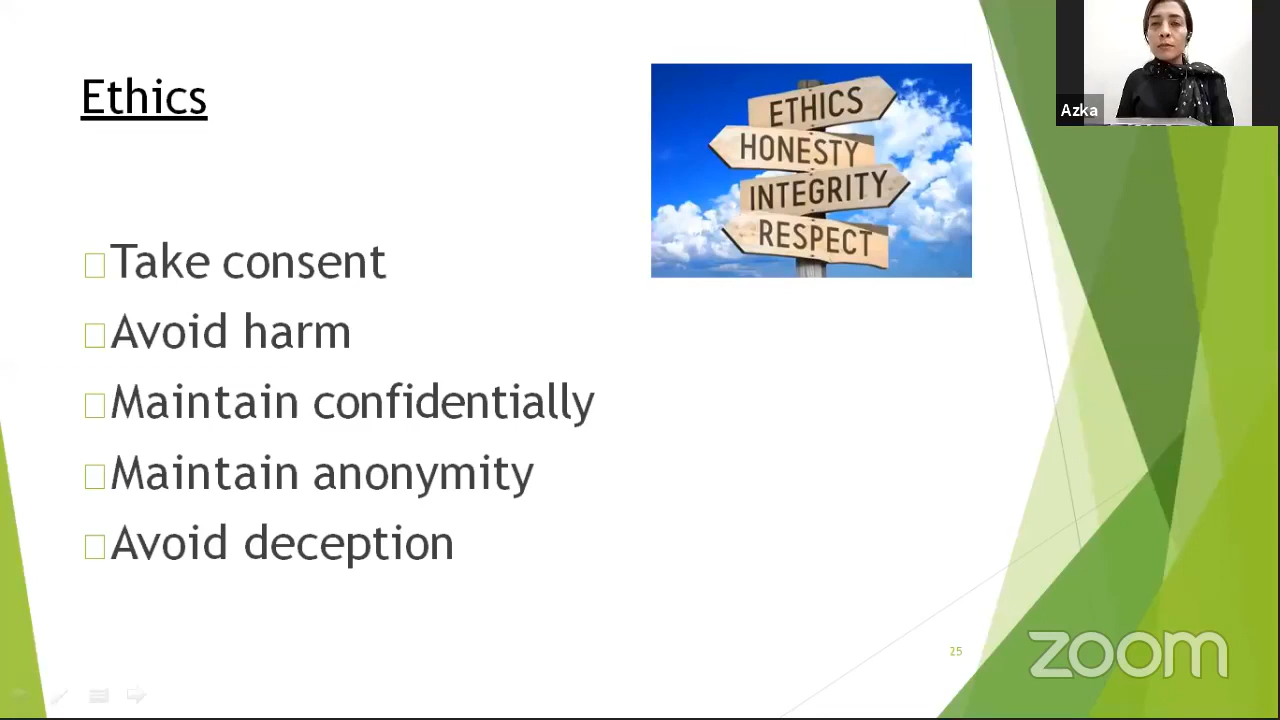 Ethics
ETHICS
HONESTY
INTEGRITY
RESPECT
Azka
Take consent
Avoid harm
Maintain confidentially
Maintain anonymity
Avoid deception
25
zoom